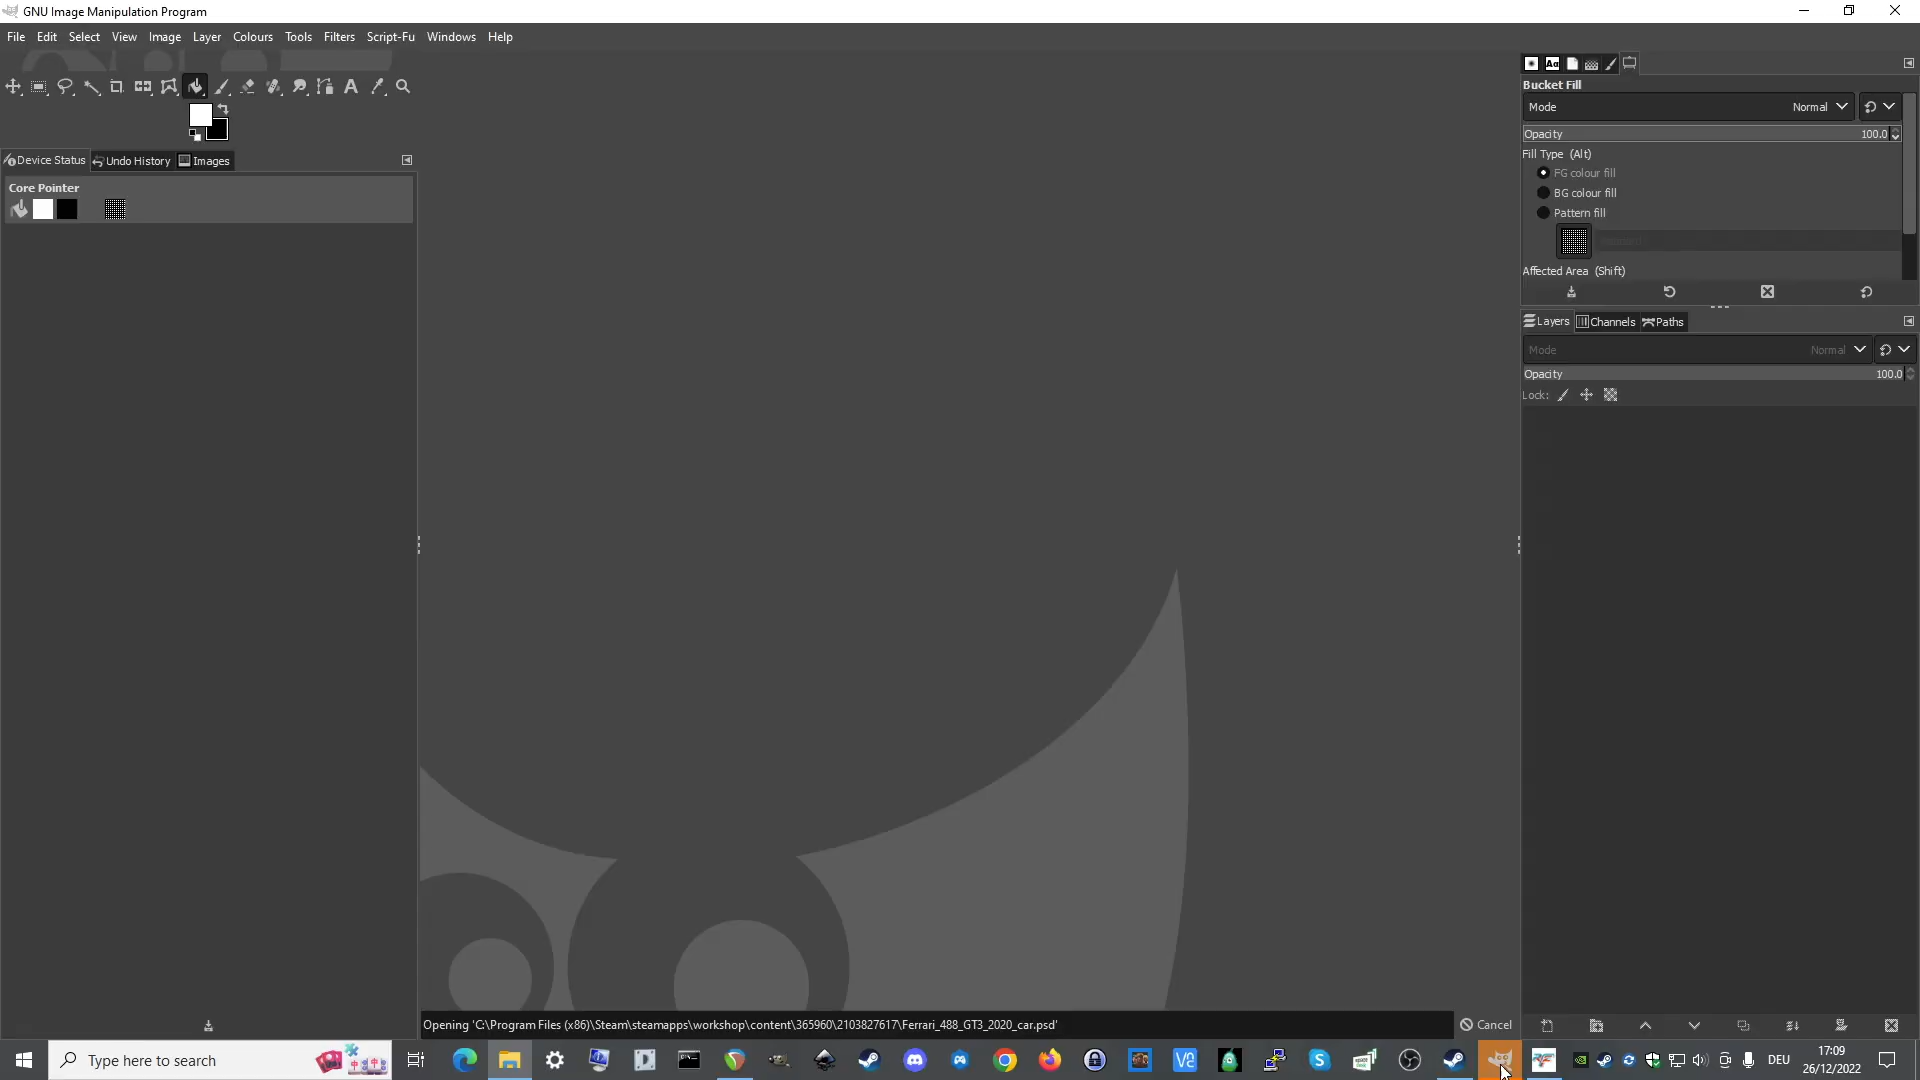 GNU Image Manipulation Program
File Edit Select View Image Layer Colours Tools Filters Script-Fu Windows Help
Device Status Undo History Images
Core Pointer
Bucket Fill
Mode Normal
Opacity 100.0
Fill Type (Alt)
FG colour fill
BG colour fill
Pattern fill
Affected Area (Shift)
Layers Channels Paths
Mode Normal
Opacity 100.0
Lock:
Opening 'C:\Program Files (x86)\Steam\steamapps\workshop\content\365960\2103827617\Ferrari_488_GT3_2020_car.psd'
Cancel
Type here to search
DEU
17:09
26/12/2022